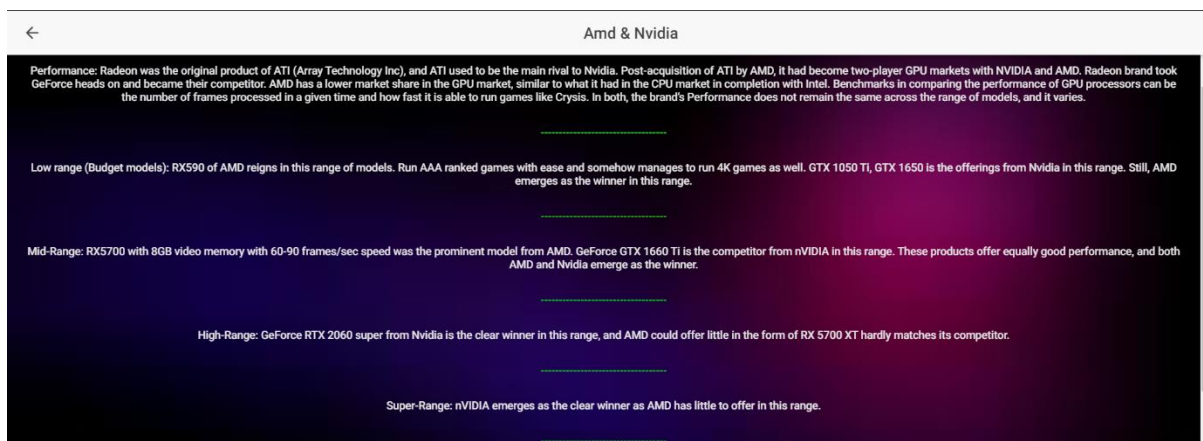 Amd & Nvidia
Performance: Radeon was the original product of ATI (Array Technology Inc), and ATI used to be the main rival to Nvidia. Post-acquisition of ATI by AMD, it had become two-player GPU markets with NVIDIA and AMD. Radeon brand took
GeForce heads on and became their competitor. AMD has a lower market share in the GPU market, similar to what it had in the CPU market in completion with Intel. Benchmarks in comparing the performance of GPU processors can be
the number of frames processed in a given time and how fast it is able to run games like Crysis. In both, the brand's Performance does not remain the same across the range of models, and it varies.
Low range (Budget models): RX590 of AMD reigns in this range of models. Run AAA ranked games with ease and somehow manages to run 4K games as well. GTX 1050 Ti, GTX 1650 is the offerings from Nvidia in this range. Still, AMD
emerges as the winner in this range.
Mid-Range: RX5700 with 8GB video memory with 60-90 frames/sec speed was the prominent model from AMD. GeForce GTX 1660 Ti is the competitor from nVIDIA in this range. These products offer equally good performance, and both
AMD and Nvidia emerge as the winner.
High-Range: GeForce RTX 2060 super from Nvidia is the clear winner in this range, and AMD could offer little in the form of RX 5700 XT hardly matches its competitor.
Super-Range: nVIDIA emerges as the clear winner as AMD has little to offer in this range.